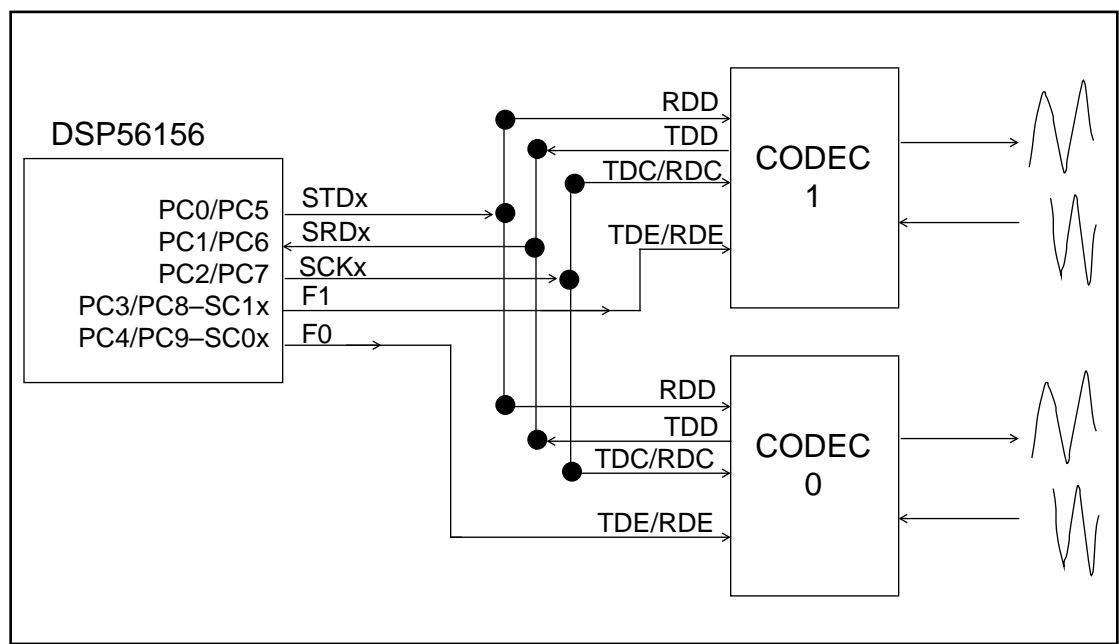 DSP56156
PC0/PC5
PC1/PC6
PC2/PC7
PC3/PC8–SC1x
PC4/PC9–SC0x
STDx
SRDx
SCKx
F1
F0
RDD
TDD
TDC/RDC
TDE/RDE
CODEC
1
RDD
TDD
TDC/RDC
TDE/RDE
CODEC
0